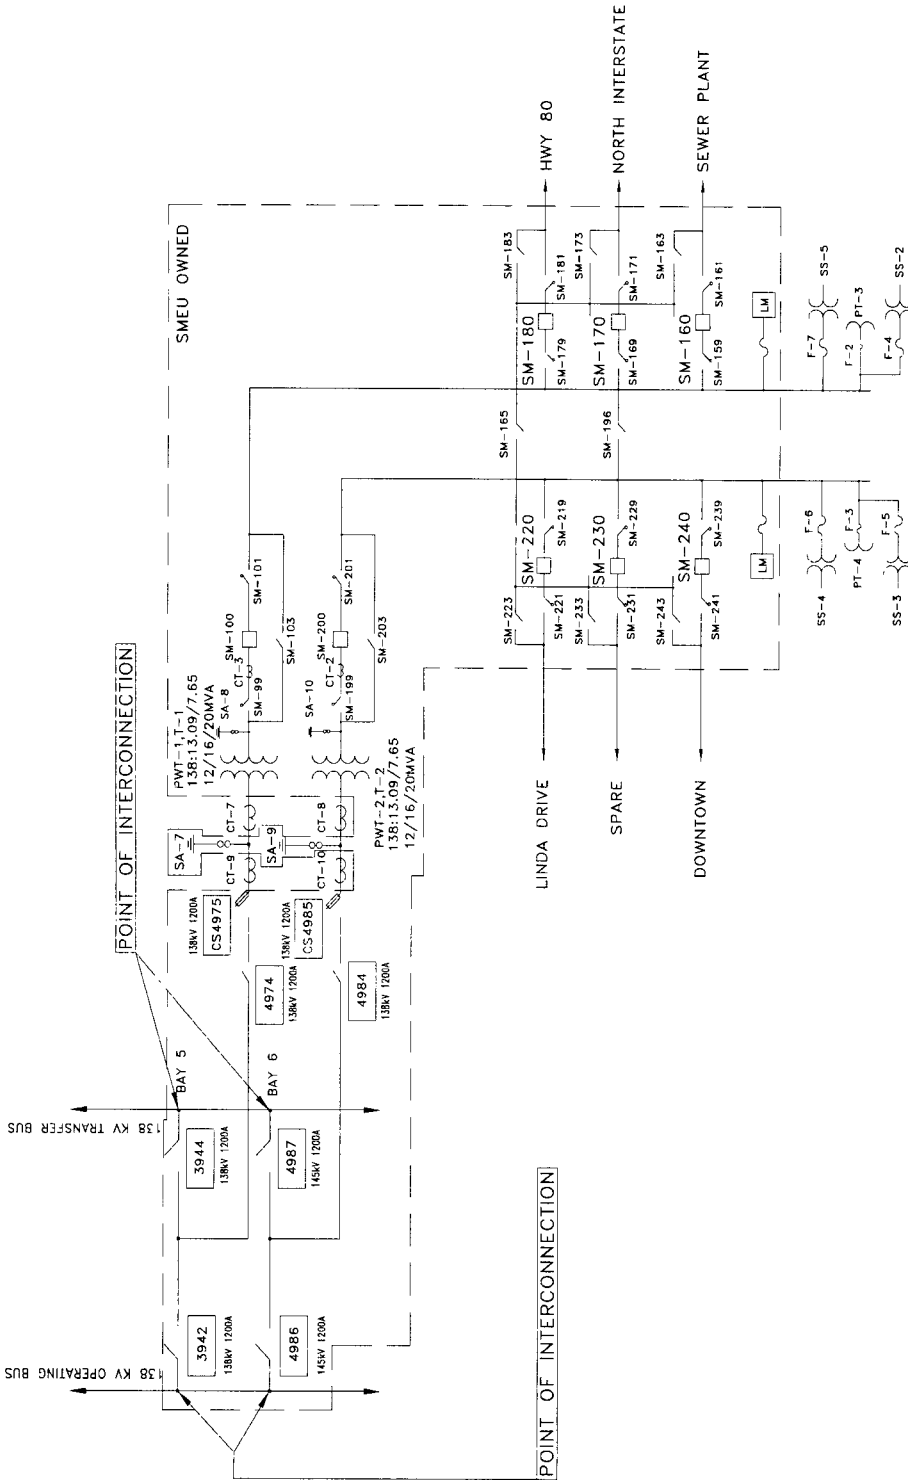 POINT OF INTERCONNECTION
138 KV OPERATING BUS
138 KV TRANSFER BUS
BAY 5
BAY 6
3942
138kV 1200A
4986
145kV 1200A
3944
138kV 1200A
4987
145kV 1200A
4974
138kV 1200A
4984
138kV 1200A
138kV 1200A
CS4975
138kV 1200A
CS4985
SA-7
CT-9
CT-7
SA-9
CT-10
CT-8
PWT-1,T-1
138:13.09/7.65
12/16/20MVA
PWT-2,T-2
138:13.09/7.65
12/16/20MVA
SA-8
CT-3
SM-99
SM-100
SM-101
SM-103
SA-10
CT-2
SM-199
SM-200
SM-201
SM-203
SMEU OWNED
POINT OF INTERCONNECTION
SM-165
SM-196
SM-183
SM-180
SM-179
SM-181
HWY 80
SM-173
SM-170
SM-169
SM-171
NORTH INTERSTATE
SM-163
SM-160
SM-159
SM-161
SEWER PLANT
LM
F-7
SS-5
F-2
PT-3
F-4
SS-2
SM-223
SM-220
SM-221
SM-219
LINDA DRIVE
SM-233
SM-230
SM-231
SM-229
SPARE
SM-243
SM-240
SM-241
SM-239
DOWNTOWN
LM
SS-4
F-6
PT-4
F-3
SS-3
F-5